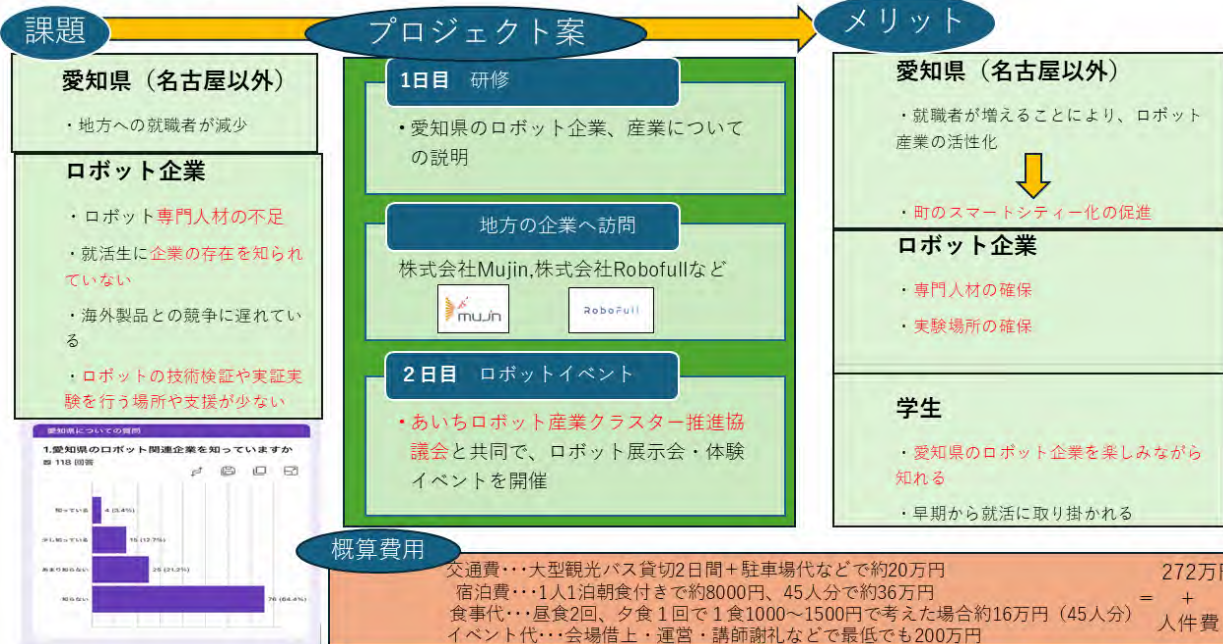 課題
プロジェクト案
メリット
愛知県（名古屋以外）
・地方への就職者が減少
ロボット企業
・ロボット専門人材の不足
・就活生に企業の存在を知られ
ていない
・海外製品との競争に遅れてい
る
・ロボットの技術検証や実証実
験を行う場所や支援が少ない
愛知県についての質問
1.愛知県のロボット関連企業を知っていますか
118 回答
知っている
4 (3.4%)
少し知っている
15 (12.7%)
あまり知らない
25 (21.2%)
知らない
76 (64.4%)
1日目 研修
・愛知県のロボット企業、産業について
の説明
地方の企業へ訪問
株式会社Mujin,株式会社Robofullなど
mujin
RoboFull
2日目 ロボットイベント
・あいちロボット産業クラスター推進協
議会と共同で、ロボット展示会・体験
イベントを開催
愛知県（名古屋以外）
・就職者が増えることにより、ロボット
産業の活性化
・町のスマートシティー化の促進
ロボット企業
・専門人材の確保
・実験場所の確保
学生
・愛知県のロボット企業を楽しみながら
知れる
・早期から就活に取り掛かれる
概算費用
交通費・・・大型観光バス貸切2日間＋駐車場代などで約20万円
宿泊費・・・1人1泊朝食付きで約8000円、45人分で約36万円
食事代・・・昼食2回、夕食１回で１食1000～1500円で考えた場合約16万円（45人分）
イベント代・・・会場借上・運営・講師謝礼などで最低でも200万円
272万円
= +
人件費